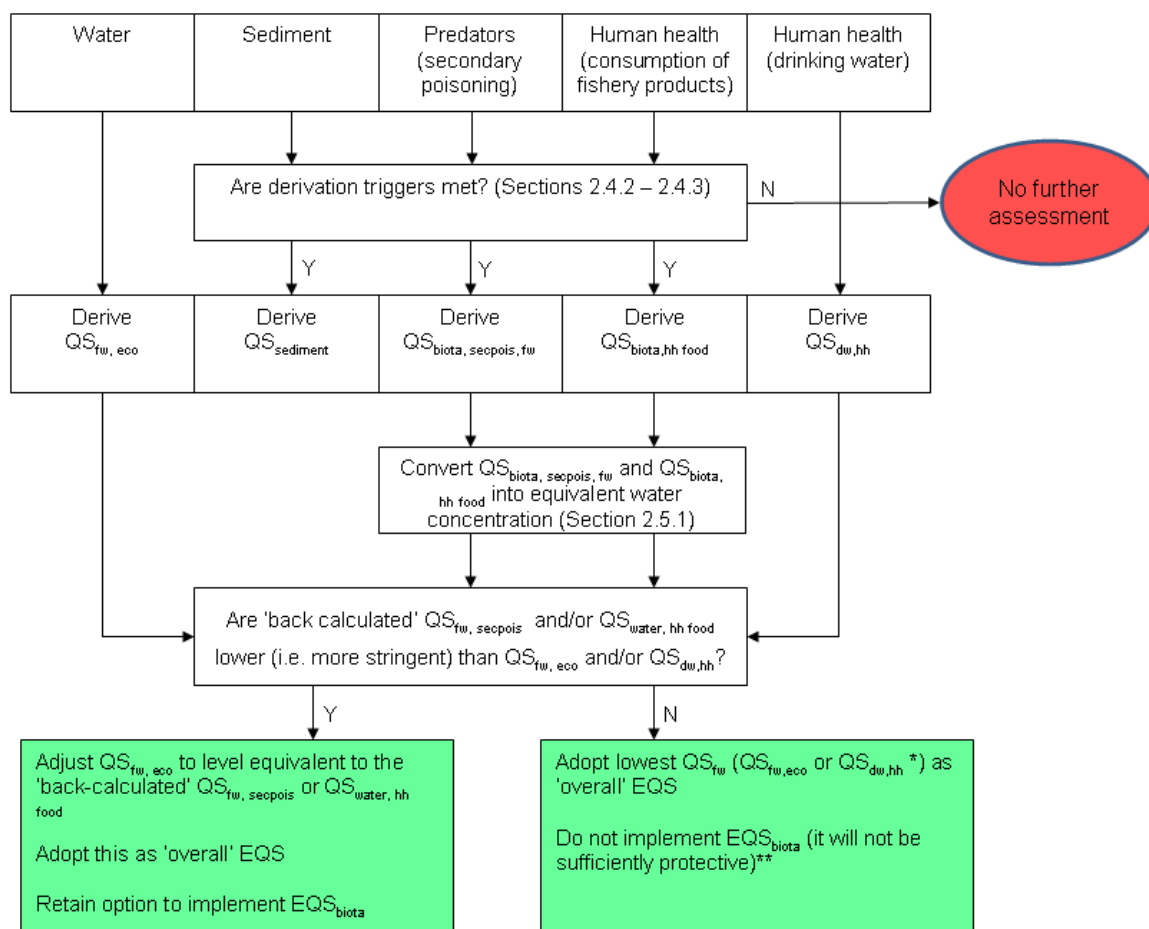 Water
Sediment
Predators
(secondary
poisoning)
Human health
(consumption of
fishery products)
Human health
(drinking water)
Are derivation triggers met? (Sections 2.4.2 – 2.4.3)
N
No further
assessment
Y
Y
Y
Derive
QSfw, eco
Derive
QSsediment
Derive
QSbiota, secpois, fw
Derive
QSbiota,hh food
Derive
QSdw,hh
Convert QSbiota, secpois, fw and QSbiota,
hh food into equivalent water
concentration (Section 2.5.1)
Are 'back calculated' QSfw, secpois and/or QSwater, hh food
lower (i.e. more stringent) than QSfw, eco and/or QSdw,hh?
Y
N
Adjust QSfw, eco to level equivalent to the
'back-calculated' QSfw, secpois or QSwater, hh
food
Adopt this as 'overall' EQS
Retain option to implement EQSbiota
Adopt lowest QSfw (QSfw,eco or QSdw,hh *) as
'overall' EQS
Do not implement EQSbiota (it will not be
sufficiently protective)**